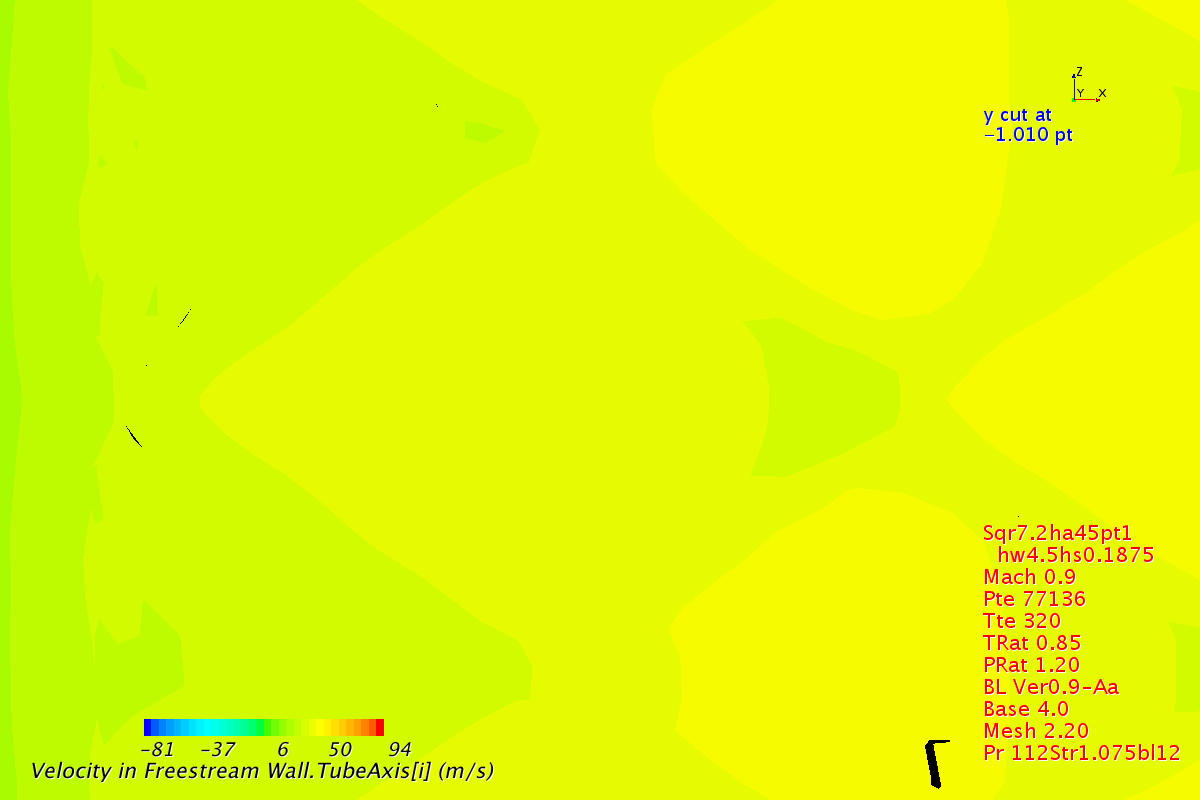 Z
Y X
y cut at
−1.010 pt
Sqr7.2ha45pt1
hw4.5hs0.1875
Mach 0.9
Pte 77136
Tte 320
TRat 0.85
PRat 1.20
BL Ver0.9−Aa
Base 4.0
Mesh 2.20
Pr 112Str1.075bl12
−81 −37 6 50 94
Velocity in Freestream Wall.TubeAxis[i] (m/s)